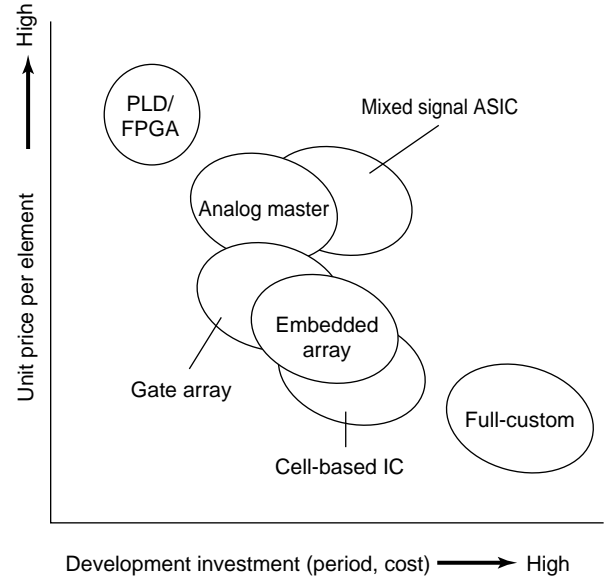 High
Unit price per element
PLD/
FPGA
Mixed signal ASIC
Analog master
Embedded
array
Gate array
Full-custom
Cell-based IC
Development investment (period, cost)
High